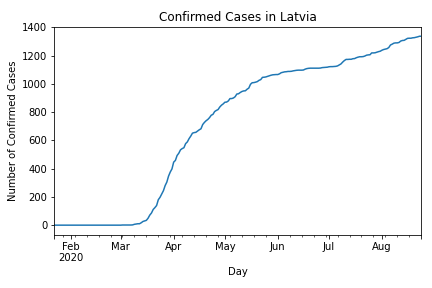 Confirmed Cases in Latvia
Number of Confirmed Cases
1400
1200
1000
800
600
400
200
0
Feb Mar Apr May Jun Jul Aug
2020
Day